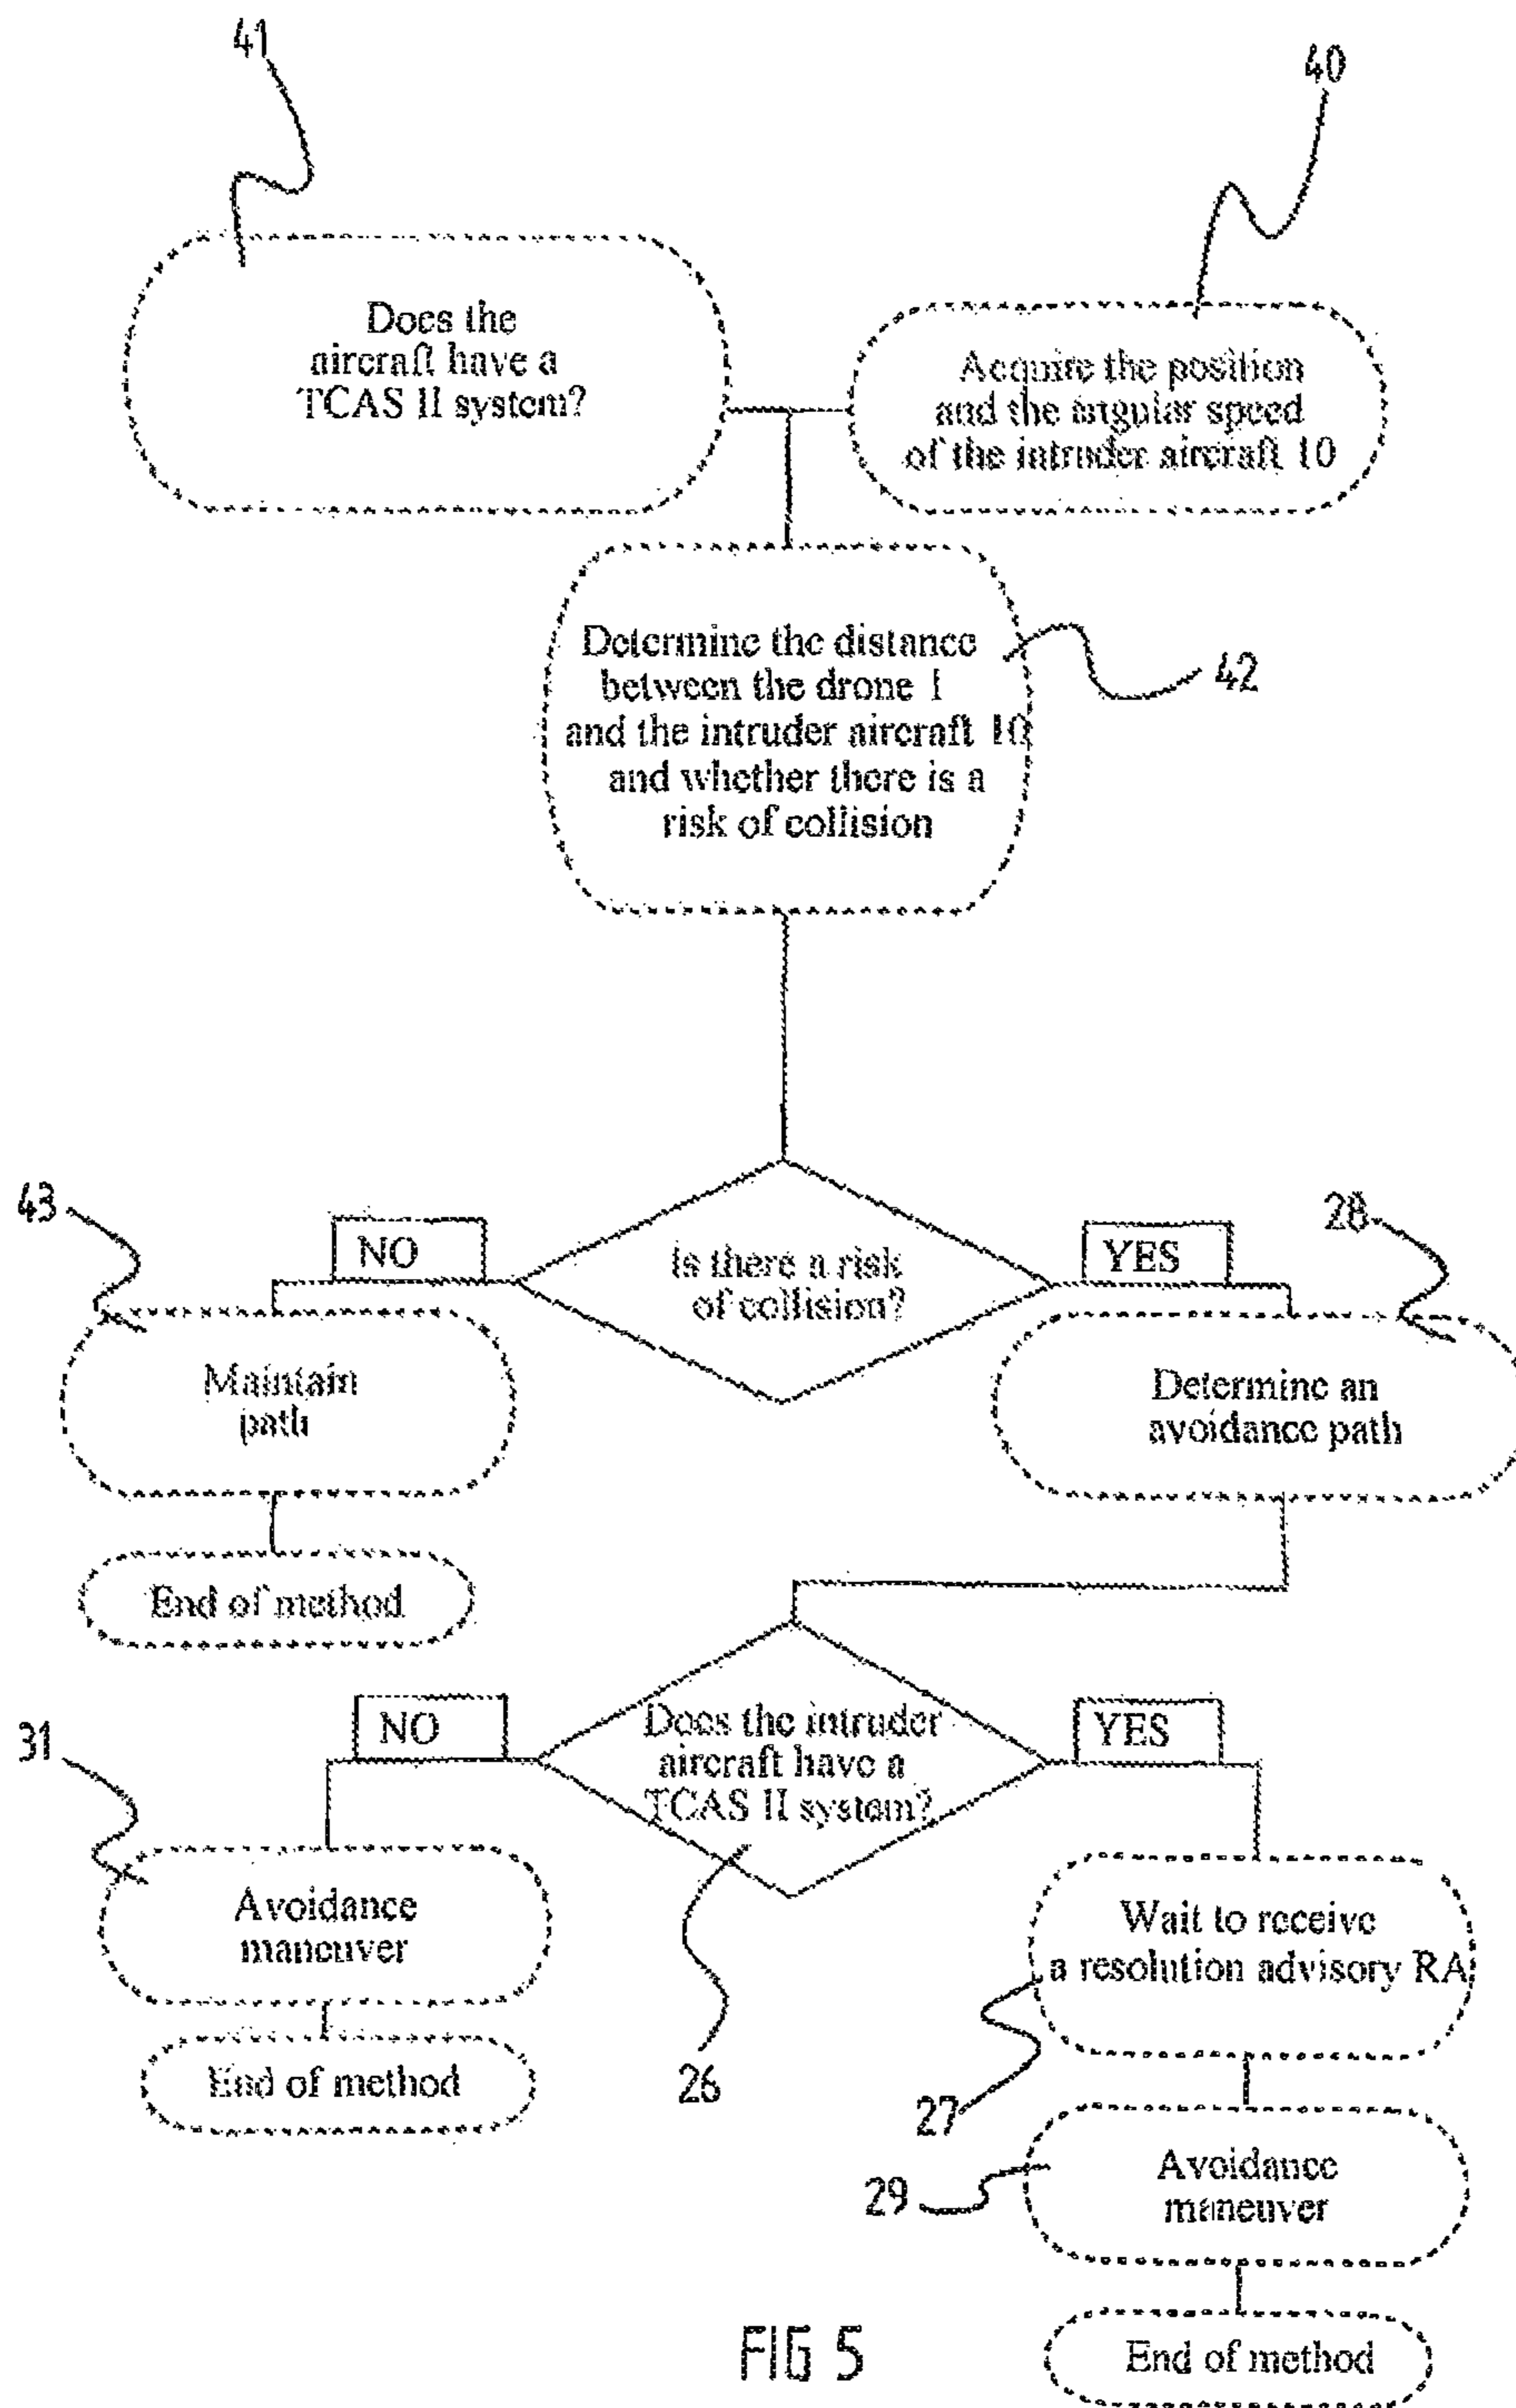 41
40
Does the
aircraft have a
TCAS II system?
Acquire the position
and the angular speed
of the intruder aircraft 10
Determine the distance
between the drone 1
and the intruder aircraft 10
and whether there is a
risk of collision
42
43
NO
Is there a risk
of collision?
YES
28
Maintain
path
Determine an
avoidance path
End of method
31
NO
Does the intruder
aircraft have a
TCAS II system?
YES
Avoidance
maneuver
Wait to receive
a resolution advisory RA
End of method
26
27
29
Avoidance
maneuver
FIG 5
End of method